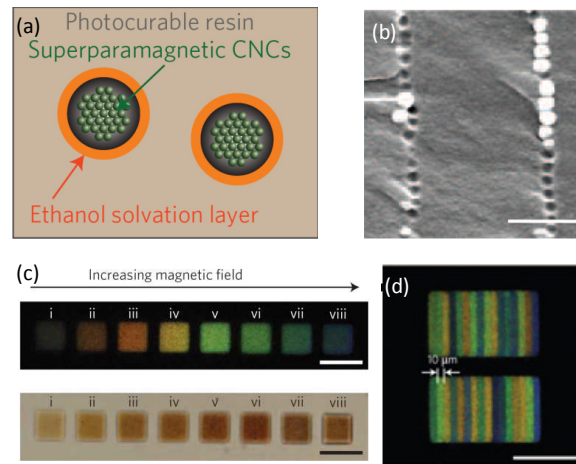 (a)
Photocurable resin
Superparamagnetic CNCs
Ethanol solvation layer
(b)
(c)
Increasing magnetic field
i ii iii iv v vi vii viii
i ii iii iv v vi vii viii
(d)
10 μm